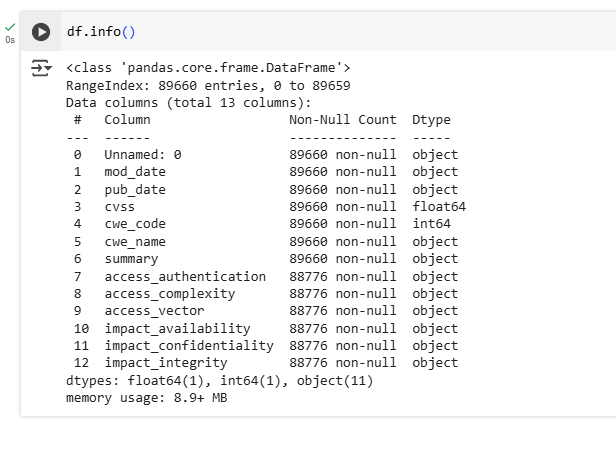 df.info()
0s
<class 'pandas.core.frame.DataFrame'>
RangeIndex: 89660 entries, 0 to 89659
Data columns (total 13 columns):
 #   Column                  Non-Null Count  Dtype
---  ------                  --------------  -----
 0   Unnamed: 0              89660 non-null  object
 1   mod_date                89660 non-null  object
 2   pub_date                89660 non-null  object
 3   cvss                    89660 non-null  float64
 4   cwe_code                89660 non-null  int64
 5   cwe_name                89660 non-null  object
 6   summary                 89660 non-null  object
 7   access_authentication   88776 non-null  object
 8   access_complexity       88776 non-null  object
 9   access_vector           88776 non-null  object
 10  impact_availability     88776 non-null  object
 11  impact_confidentiality  88776 non-null  object
 12  impact_integrity        88776 non-null  object
dtypes: float64(1), int64(1), object(11)
memory usage: 8.9+ MB